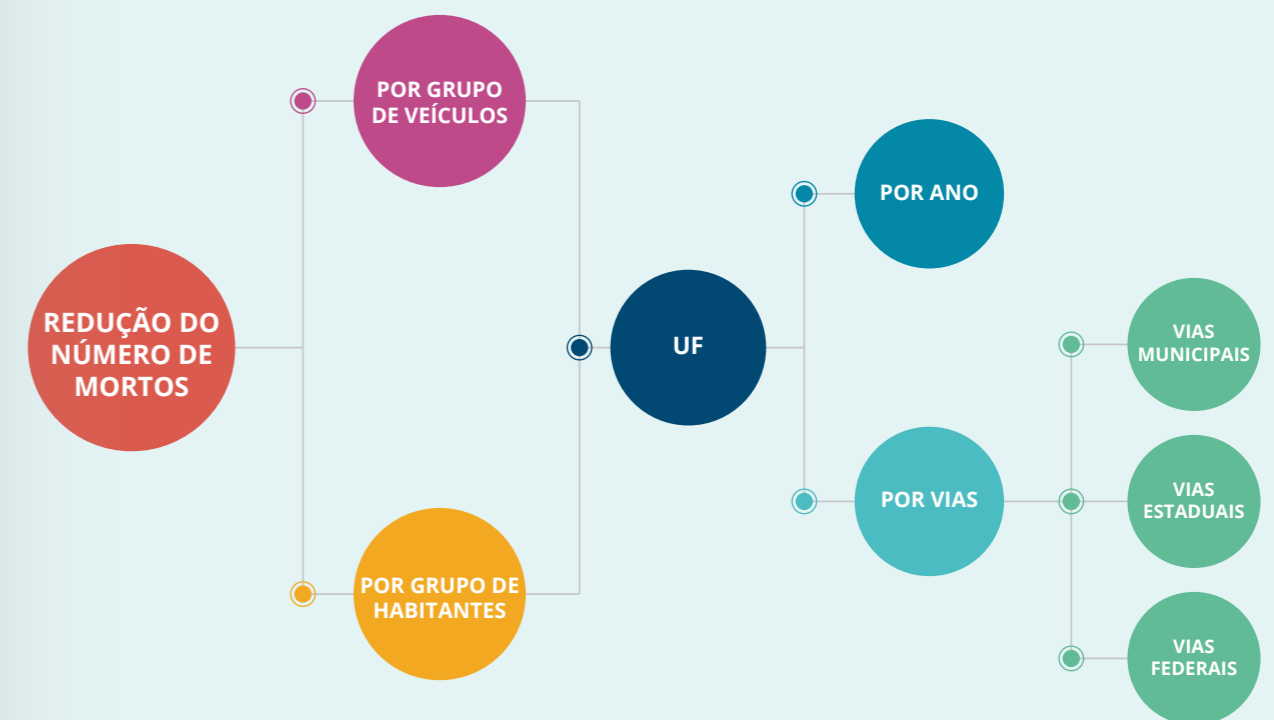 POR GRUPO
DE VEÍCULOS
POR ANO
REDUÇÃO DO
NÚMERO DE
MORTOS
UF
VIAS
MUNICIPAIS
POR VIAS
VIAS
ESTADUAIS
POR GRUPO DE
HABITANTES
VIAS
FEDERAIS